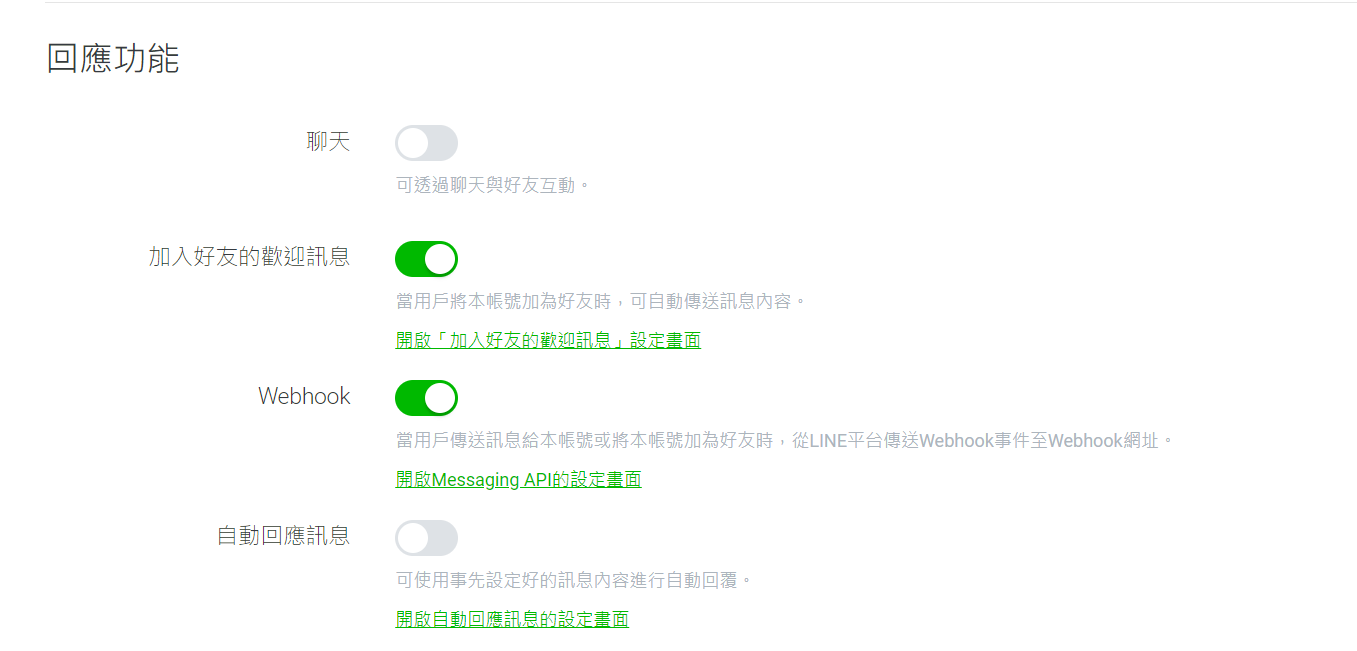 回應功能
聊天
可透過聊天與好友互動。
加入好友的歡迎訊息
當用戶將本帳號加為好友時，可自動傳送訊息內容。
開啟「加入好友的歡迎訊息」設定畫面
Webhook
當用戶傳送訊息給本帳號或將本帳號加為好友時，從LINE平台傳送Webhook事件至Webhook網址。
開啟Messaging API的設定畫面
自動回應訊息
可使用事先設定好的訊息內容進行自動回覆。
開啟自動回應訊息的設定畫面